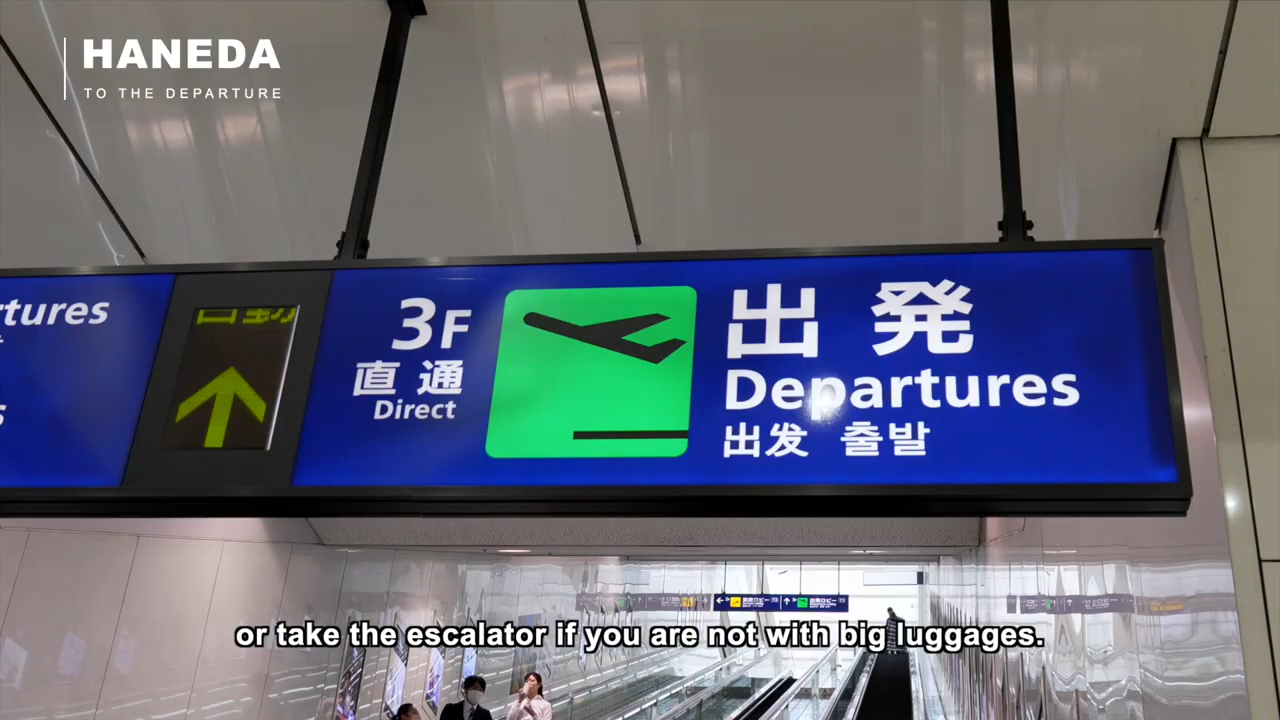 HANEDA
TO THE DEPARTURE
rtures
3F
直通
Direct
出発
Departures
出发 출발
or take the escalator if you are not with big luggages.